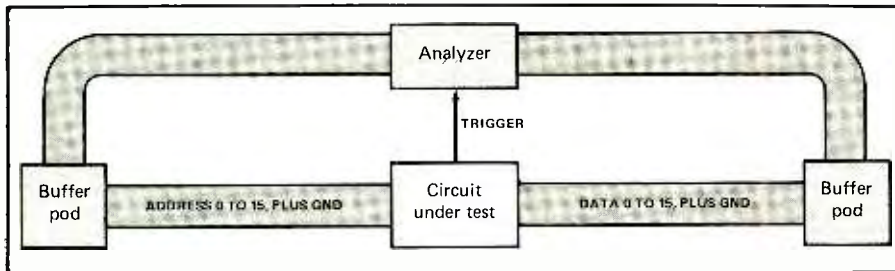 Analyzer
TRIGGER
Buffer
pod
ADDRESS 0 TO 15, PLUS GND
Circuit
under test
DATA 0 TO 15, PLUS GND
Buffer
pod